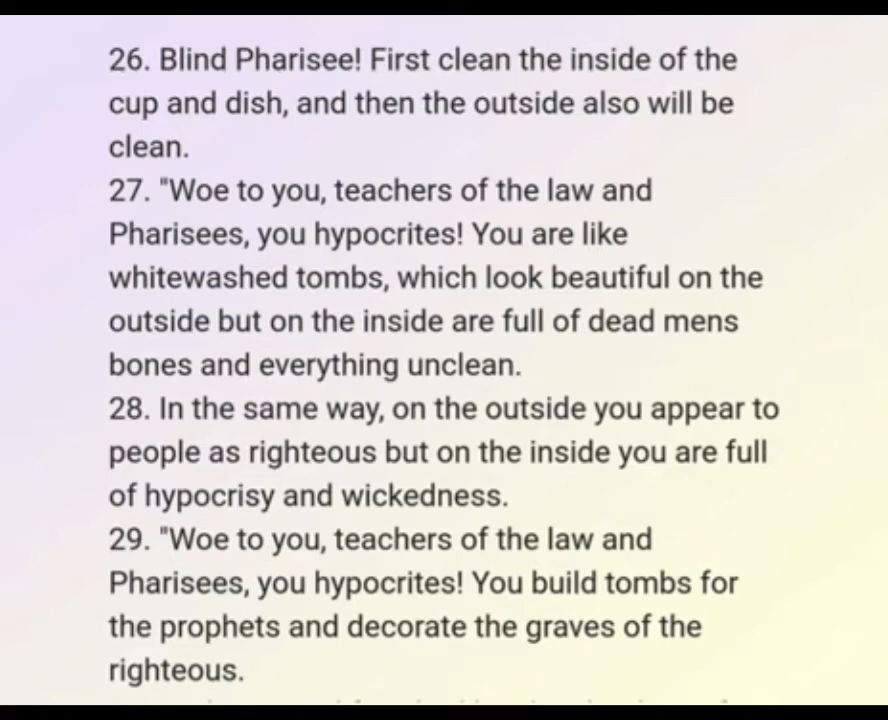 26. Blind Pharisee! First clean the inside of the
cup and dish, and then the outside also will be
clean.
27. "Woe to you, teachers of the law and
Pharisees, you hypocrites! You are like
whitewashed tombs, which look beautiful on the
outside but on the inside are full of dead mens
bones and everything unclean.
28. In the same way, on the outside you appear to
people as righteous but on the inside you are full
of hypocrisy and wickedness.
29. "Woe to you, teachers of the law and
Pharisees, you hypocrites! You build tombs for
the prophets and decorate the graves of the
righteous.